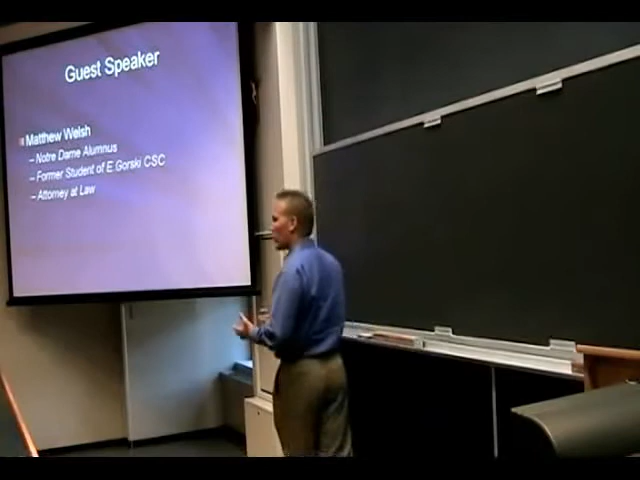 Guest Speaker
Matthew Welsh
– Notre Dame Alumnus
– Former Student of E.Gorski CSC
– Attorney at Law